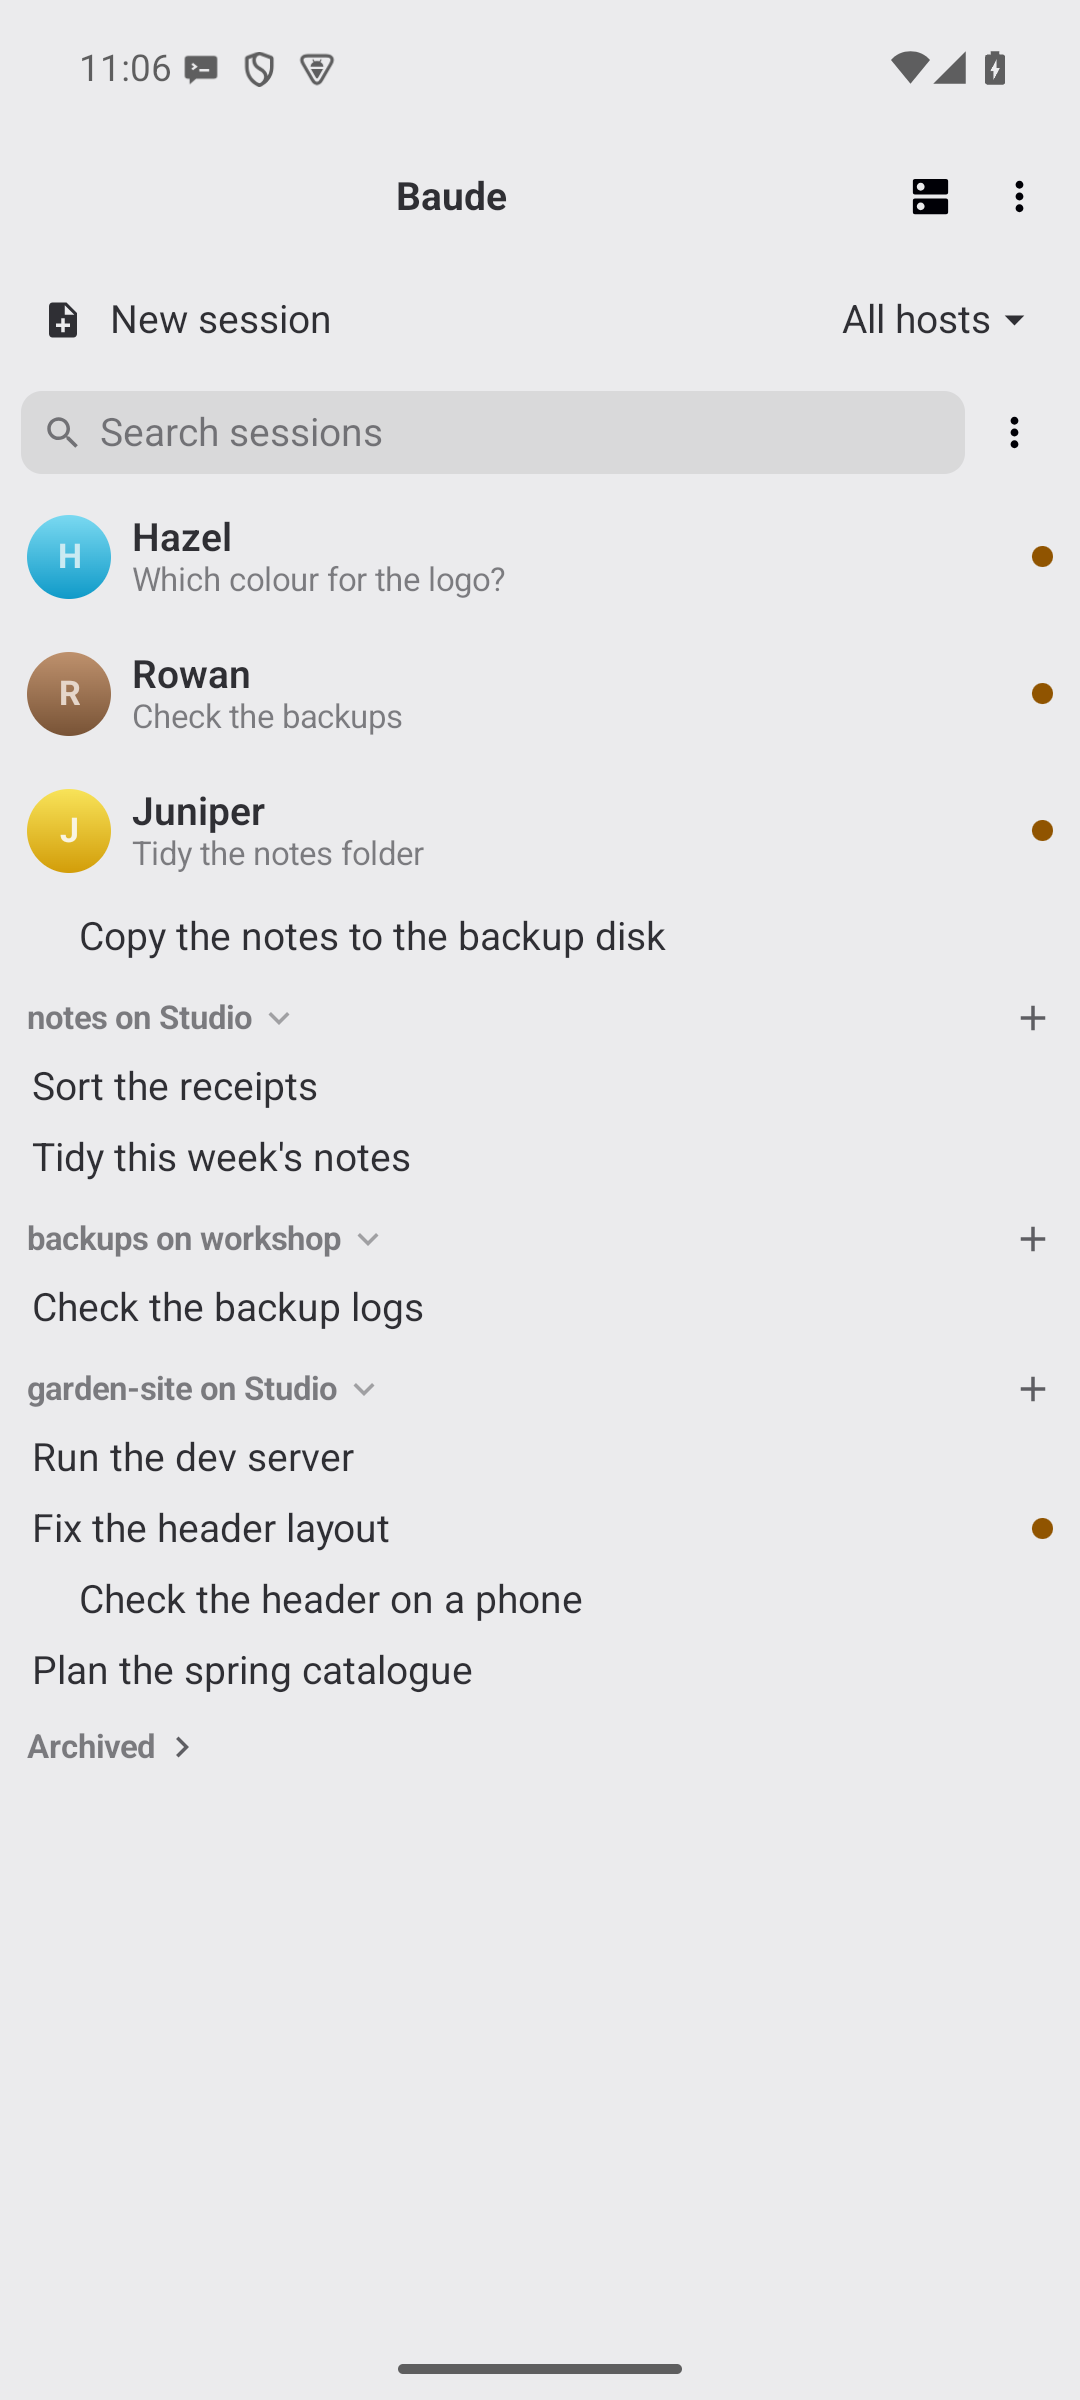 11:06
Baude
New session
All hosts
Search sessions
H
Hazel
Which colour for the logo?
R
Rowan
Check the backups
J
Juniper
Tidy the notes folder
Copy the notes to the backup disk
notes on Studio
Sort the receipts
Tidy this week's notes
backups on workshop
Check the backup logs
garden-site on Studio
Run the dev server
Fix the header layout
Check the header on a phone
Plan the spring catalogue
Archived